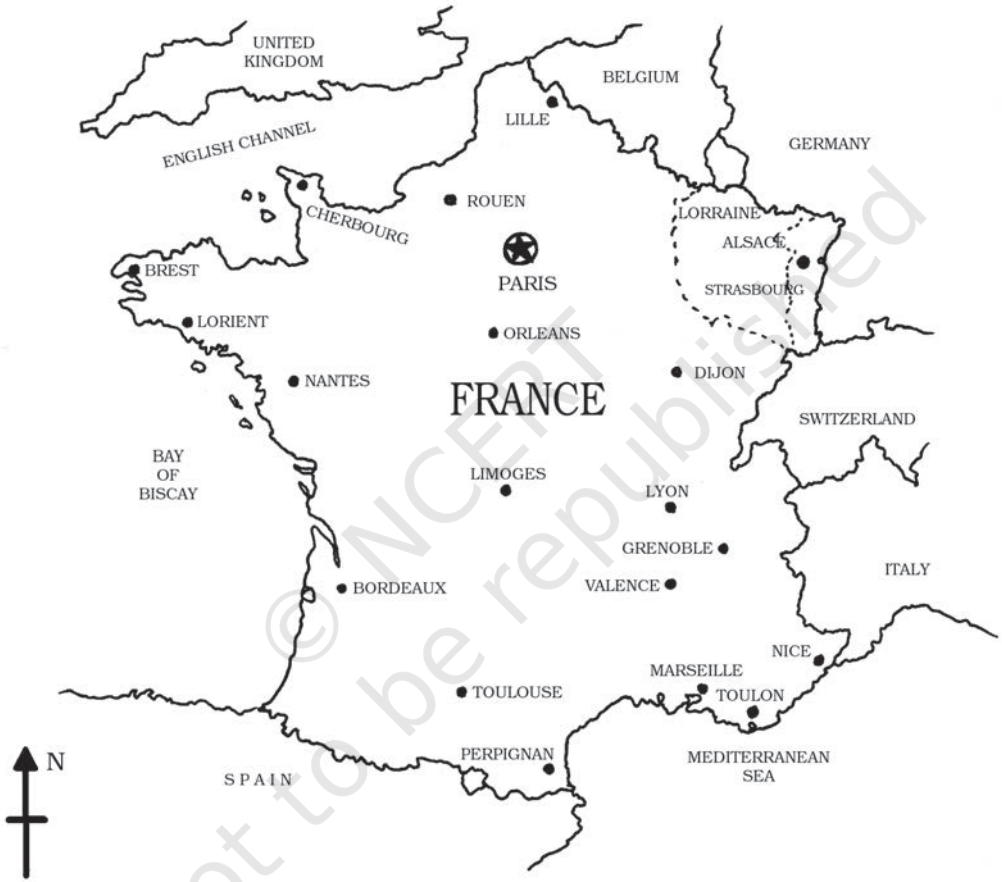 UNITED
KINGDOM
BELGIUM
LILLE
ENGLISH CHANNEL
GERMANY
ROUEN
CHERBOURG
LORRAINE
ALSACE
BREST
PARIS
STRASBOURG
LORIENT
ORLEANS
NANTES
DIJON
FRANCE
SWITZERLAND
BAY
OF
BISCAY
LIMOGES
LYON
GRENOBLE
VALENCE
ITALY
BORDEAUX
NICE
MARSEILLE
TOULOUSE
TOULON
PERPIGNAN
MEDITERRANEAN
SEA
N
SPAIN
© NCERT
not to be republished